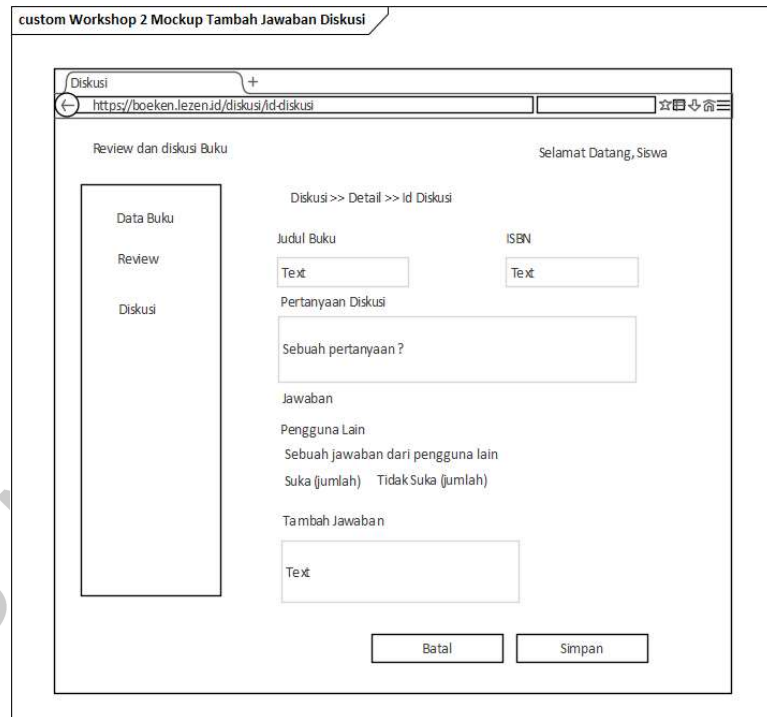 custom Workshop 2 Mockup Tambah Jawaban Diskusi
Diskusi
+
https://boeken.lezen.id/diskusi/id-diskusi
Review dan diskusi Buku
Selamat Datang, Siswa
Data Buku
Review
Diskusi
Diskusi >> Detail >> Id Diskusi
Judul Buku
ISBN
Text
Text
Pertanyaan Diskusi
Sebuah pertanyaan ?
Jawaban
Pengguna Lain
Sebuah jawaban dari pengguna lain
Suka (jumlah) Tidak Suka (jumlah)
Tambah Jawaban
Text
Batal
Simpan